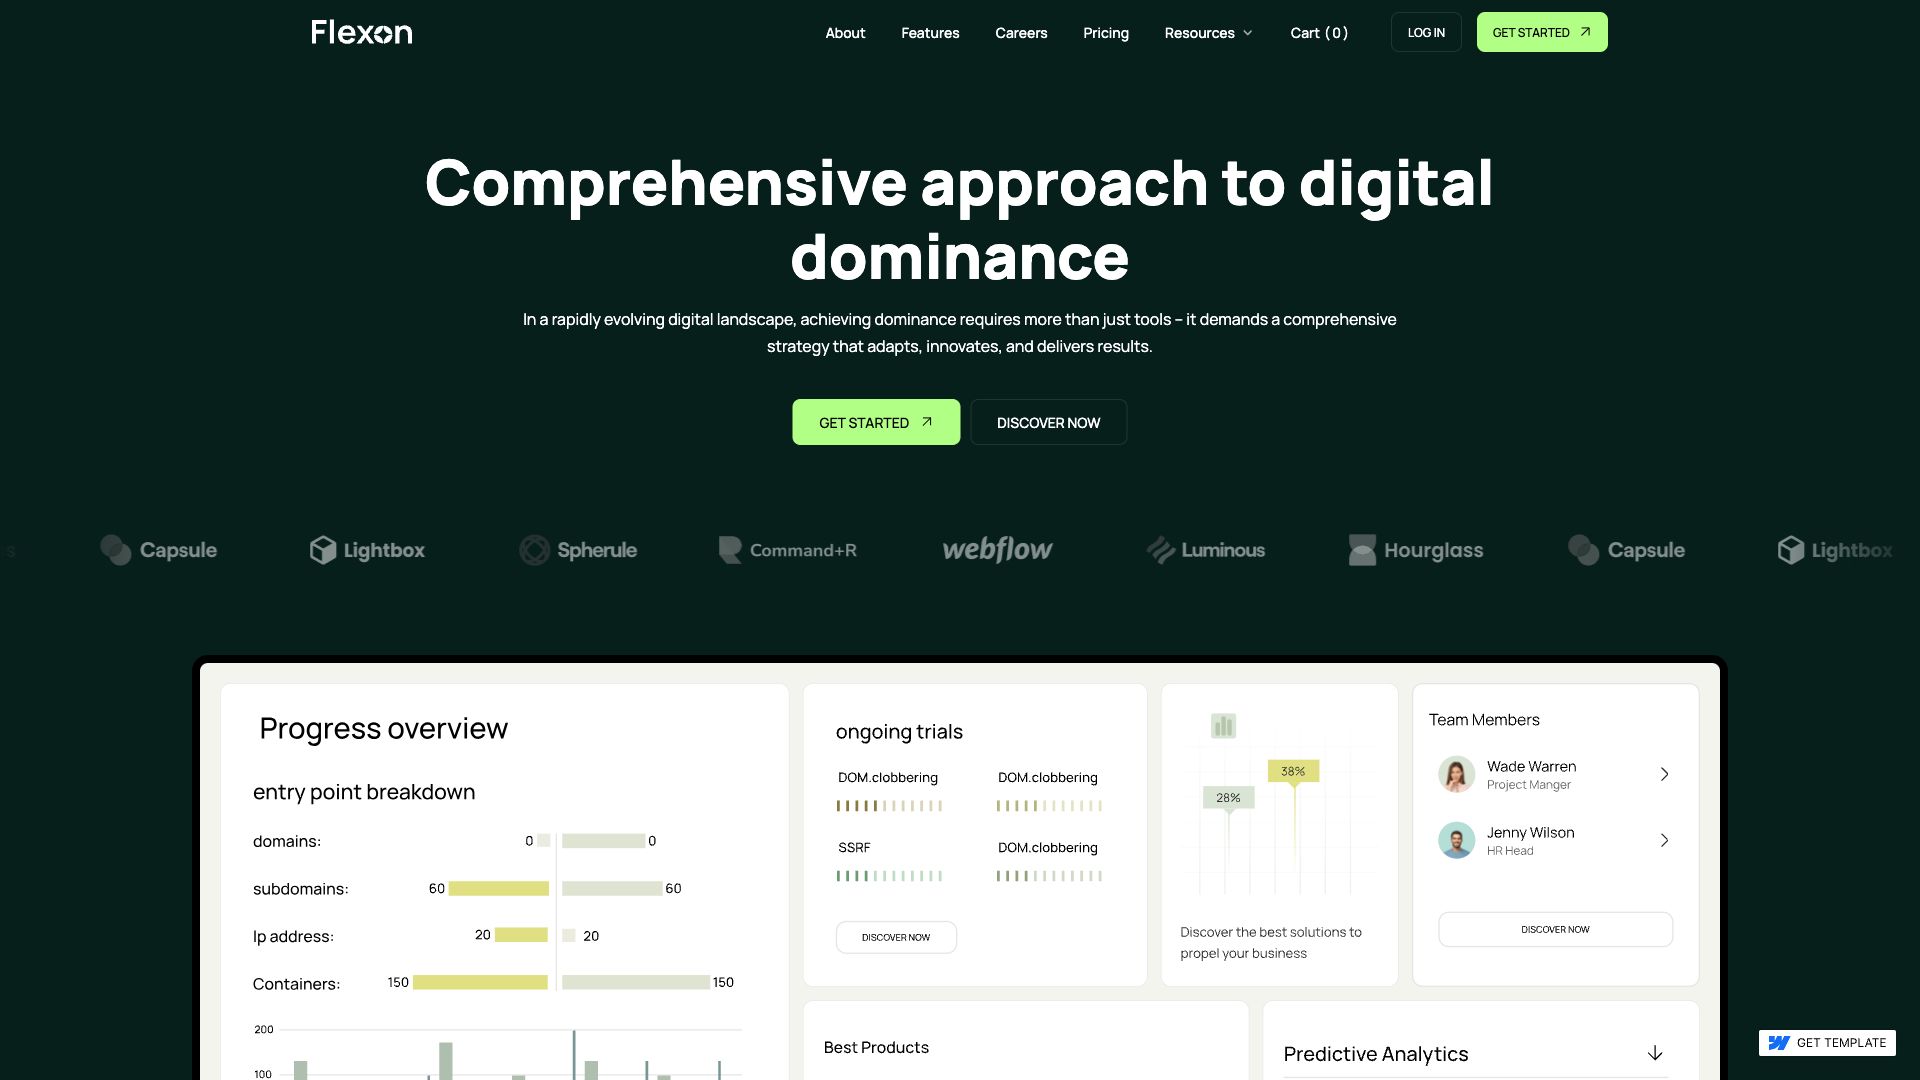 Flexon
About
Features
Careers
Pricing
Resources
Cart ( 0 )
LOG IN
GET STARTED
Comprehensive approach to digital
dominance
In a rapidly evolving digital landscape, achieving dominance requires more than just tools – it demands a comprehensive
strategy that adapts, innovates, and delivers results.
GET STARTED
DISCOVER NOW
s
Capsule
Lightbox
Spherule
Command+R
webflow
Luminous
Hourglass
Capsule
Lightbox
Progress overview
entry point breakdown
domains:
0
0
subdomains:
60
60
Ip address:
20
20
Containers:
150
150
200
100
ongoing trials
DOM.clobbering
DOM.clobbering
SSRF
DOM.clobbering
DISCOVER NOW
38%
28%
Discover the best solutions to
propel your business
Team Members
Wade Warren
Project Manger
Jenny Wilson
HR Head
DISCOVER NOW
Best Products
Predictive Analytics
GET TEMPLATE